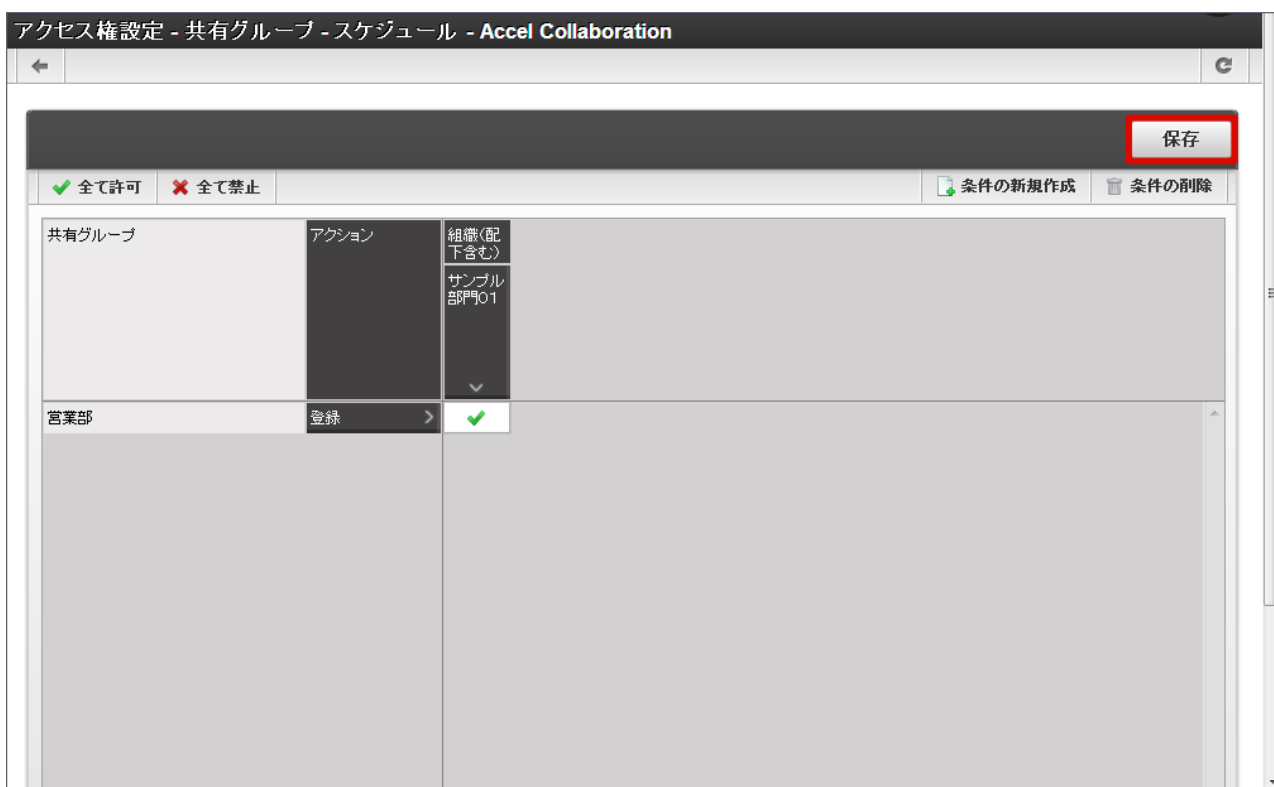 アクセス権設定 - 共有グループ - スケジュール - Accel Collaboration
保存
全て許可 全て禁止 条件の新規作成 条件の削除
共有グループ アクション 組織(配
下含む)
サンプル
部門01
営業部 登録